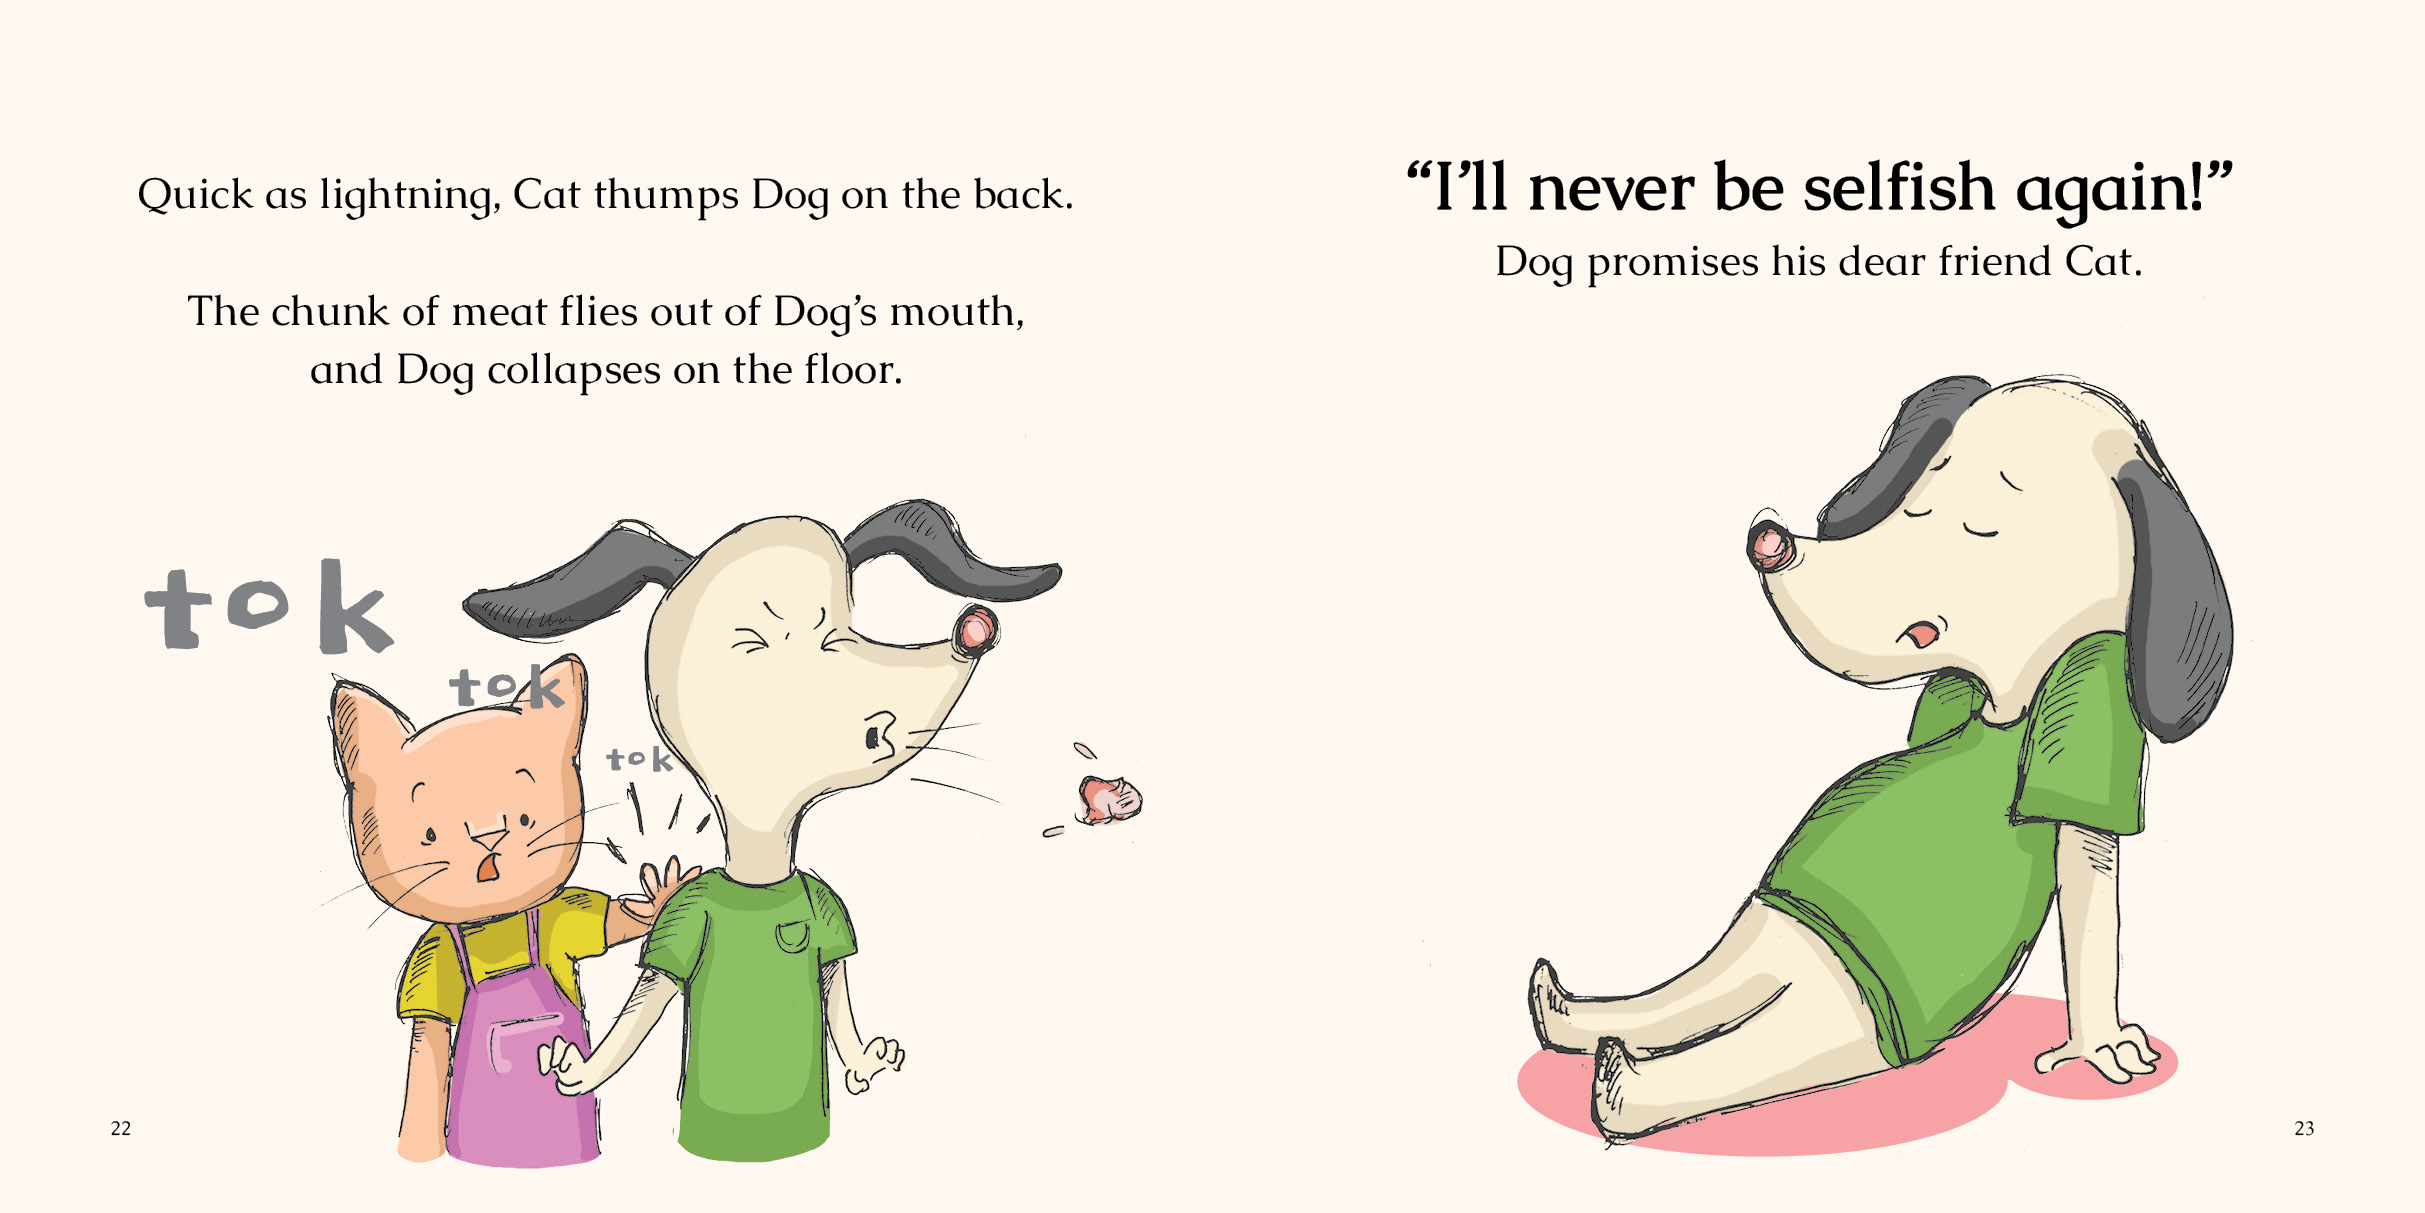 Quick as lightning, Cat thumps Dog on the back.
The chunk of meat flies out of Dog’s mouth,
and Dog collapses on the floor.
tok
tok
tok
22
“I’ll never be selfish again!”
Dog promises his dear friend Cat.
23